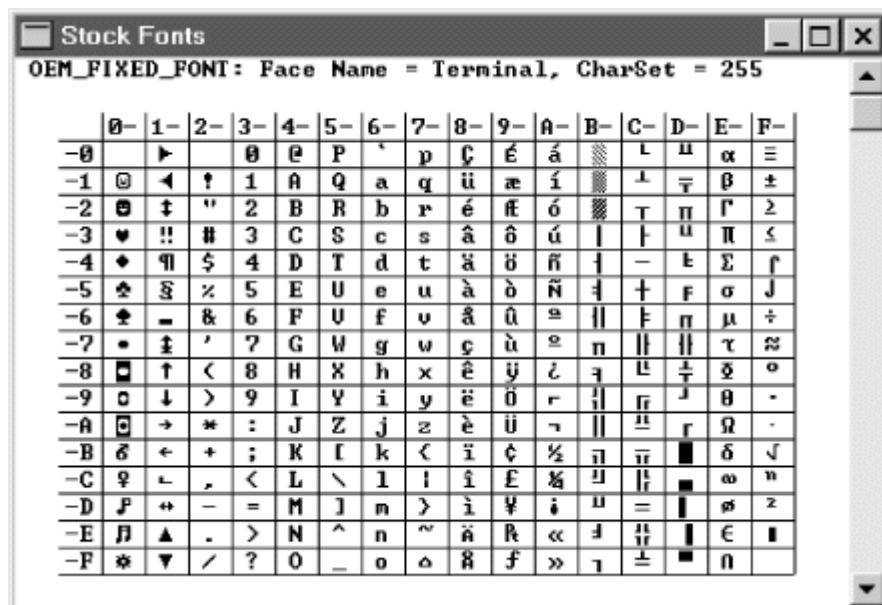 Stock Fonts
OEM_FIXED_FONT: Face Name = Terminal, CharSet = 255
0- 1- 2- 3- 4- 5- 6- 7- 8- 9- A- B- C- D- E- F-
-0 ► 0 @ P ` p Ç É á ░ └ ╨ α ≡
-1 ☺ ◄ ! 1 A Q a q ü æ í ▒ ┴ ╤ β ±
-2 ☻ ↕ " 2 B R b r é Æ ó ▓ ┬ ╥ Γ ≥
-3 ♥ ‼ # 3 C S c s â ô ú │ ├ ╙ π ≤
-4 ♦ ¶ $ 4 D T d t ä ö ñ ┤ ─ ╘ Σ ⌠
-5 ♣ § % 5 E U e u à ò Ñ ╡ ┼ ╒ σ ⌡
-6 ♠ ▬ & 6 F V f v å û ª ╢ ╞ ╓ µ ÷
-7 • ↨ ' 7 G W g w ç ù º ╖ ╟ ╫ τ ≈
-8 ◘ ↑ ( 8 H X h x ê ÿ ¿ ╕ ╚ ╪ Φ °
-9 ○ ↓ ) 9 I Y i y ë Ö ⌐ ╣ ╔ ┘ θ ∙
-A ◙ → * : J Z j z è Ü ¬ ║ ╩ ┌ Ω ·
-B ♂ ← + ; K [ k { ï ¢ ½ ╗ ╦ █ δ √
-C ♀ ∟ , < L \ l ¦ î £ ¼ ╝ ╠ ▄ ∞ ⁿ
-D ♪ ↔ - = M ] m } ì ¥ ¡ ╜ ═ ▌ ø ²
-E ♫ ▲ . > N ^ n ~ Ä ₧ « ╛ ╬ ▐ ∈ ■
-F ☼ ▼ / ? O _ o ⌂ Å ƒ » ┐ ╧ ▀ ∩